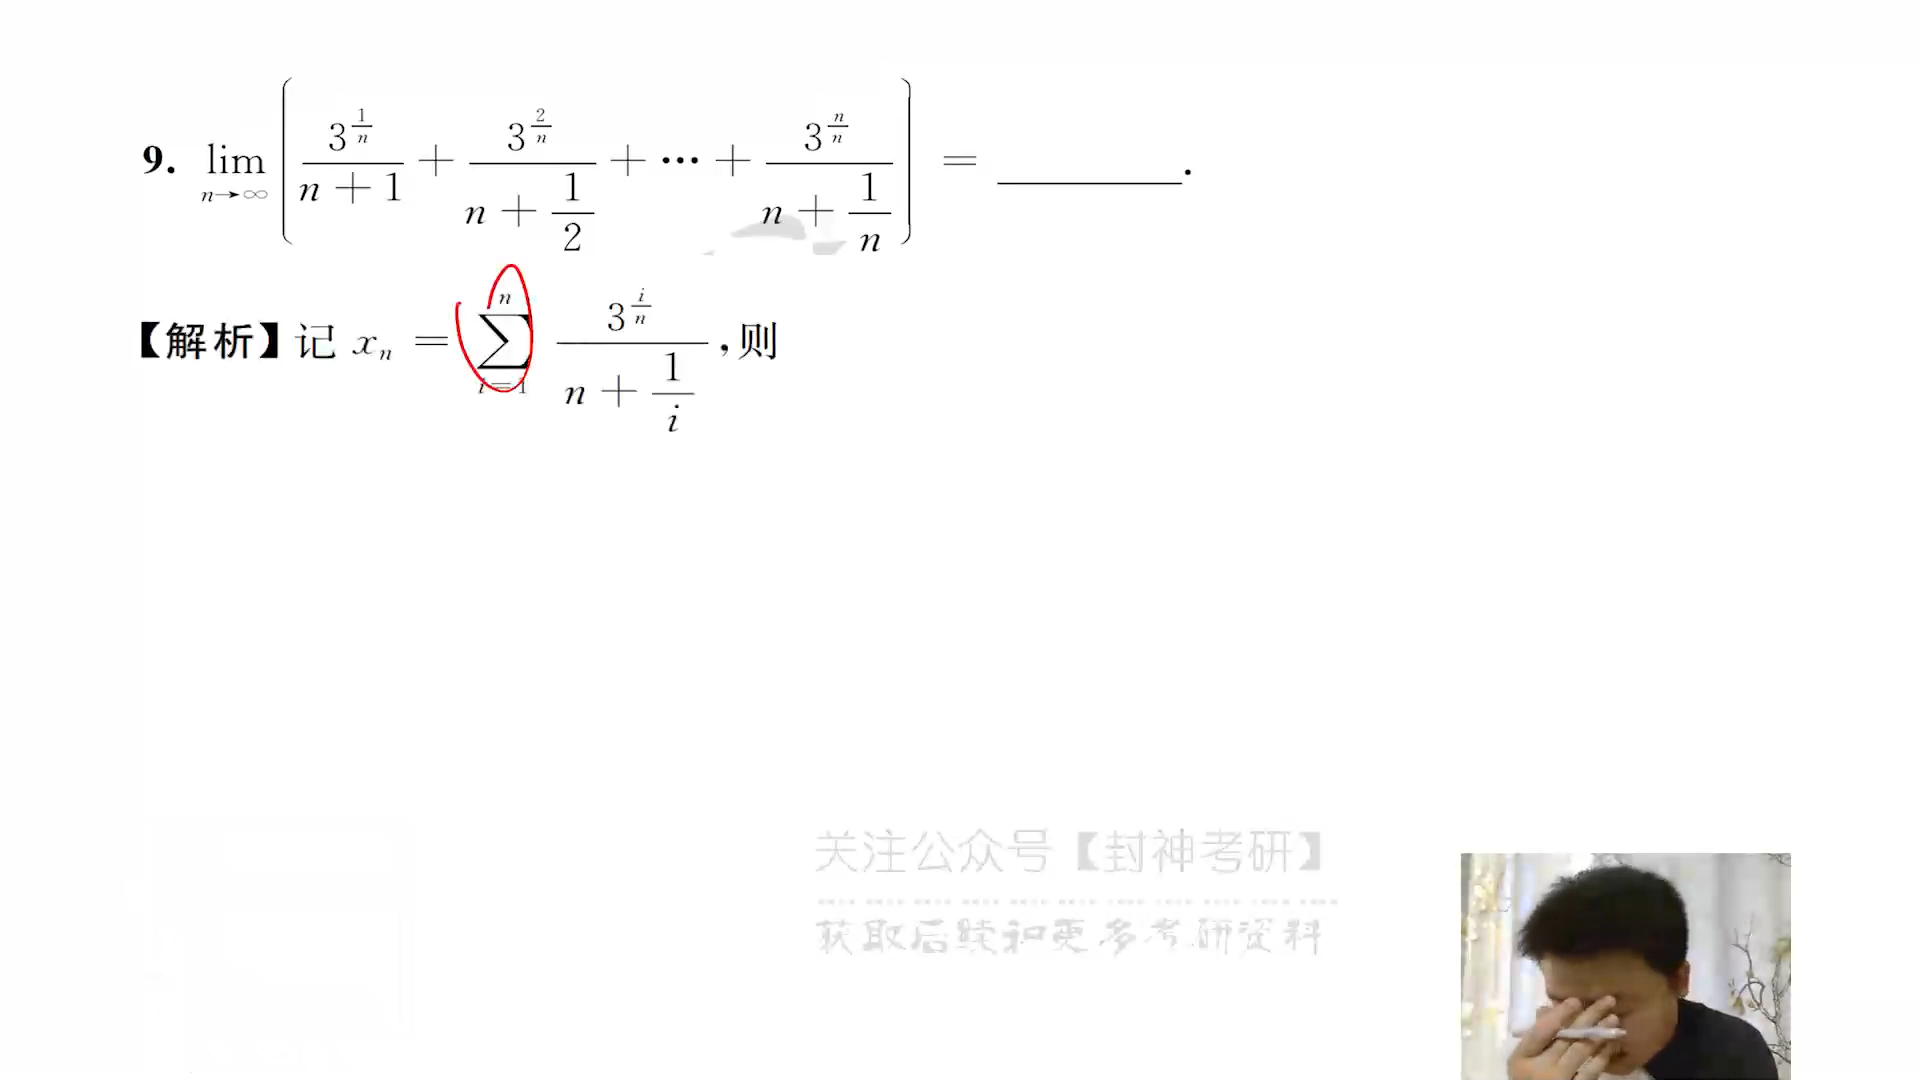 9. lim_{n→∞} [ 3^{1/n}/(n+1) + 3^{2/n}/(n+1/2) + ··· + 3^{n/n}/(n+1/n) ] = ________.
【解析】记 x_n = ∑_{i=1}^{n} 3^{i/n}/(n+1/i) ,则
关注公众号【封神考研】
获取后续和更多考研资料